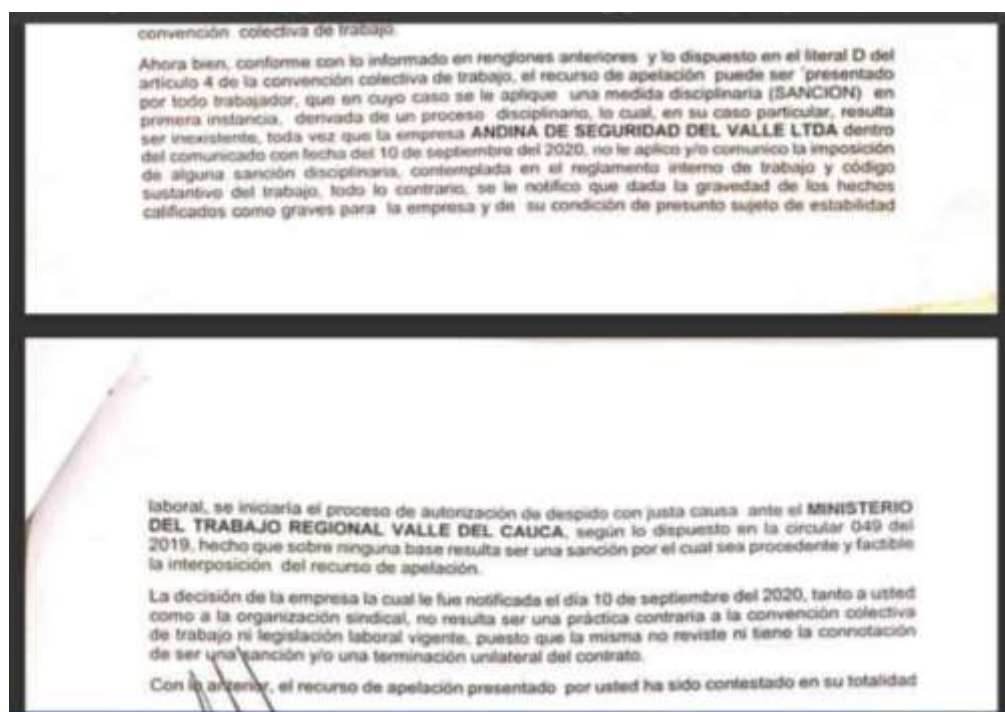 convención colectiva de trabajo.
Ahora bien, conforme con lo informado en renglones anteriores y lo dispuesto en el literal D del
artículo 4 de la convención colectiva de trabajo, el recurso de apelación puede ser "presentado
por todo trabajador, que en cuyo caso se le aplique una medida disciplinaria (SANCION) en
primera instancia, derivada de un proceso disciplinario, lo cual, en su caso particular, resulta
ser inexistente, toda vez que la empresa ANDINA DE SEGURIDAD DEL VALLE LTDA dentro
del comunicado con fecha del 10 de septiembre del 2020, no le aplico y/o comunico la imposición
de alguna sanción disciplinaria, contemplada en el reglamento interno de trabajo y código
sustantivo del trabajo, todo lo contrario, se le notifico que dada la gravedad de los hechos
calificados como graves para la empresa y de su condición de presunto sujeto de estabilidad
laboral, se iniciaría el proceso de autorización de despido con justa causa ante el MINISTERIO
DEL TRABAJO REGIONAL VALLE DEL CAUCA, según lo dispuesto en la circular 049 del
2019, hecho que sobre ninguna base resulta ser una sanción por el cual sea procedente y factible
la interposición del recurso de apelación.
La decisión de la empresa la cual le fue notificada el día 10 de septiembre del 2020, tanto a usted
como a la organización sindical, no resulta ser una práctica contraria a la convención colectiva
de trabajo ni legislación laboral vigente, puesto que la misma no reviste ni tiene la connotación
de ser una sanción y/o una terminación unilateral del contrato.
Con lo anterior, el recurso de apelación presentado por usted ha sido contestado en su totalidad